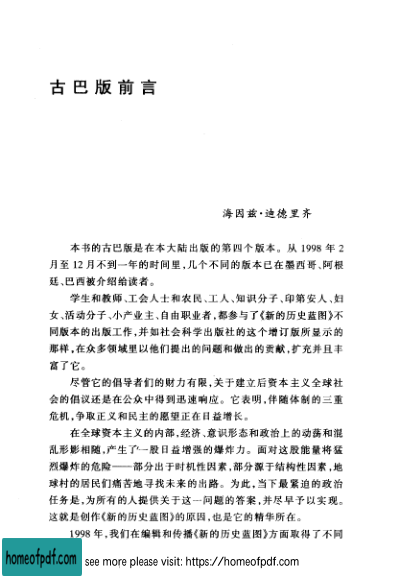 古巴版前言
海因兹·迪德里齐
本书的古巴版是在本大陆出版的第四个版本。从 1998 年 2
月至 12 月不到一年的时间里,几个不同的版本已在墨西哥、阿根
廷、巴西被介绍给读者。
学生和教师、工会人士和农民、工人、知识分子、印第安人、妇
女、活动分子、小产业主、自由职业者,都参与了《新的历史蓝图》不
同版本的出版工作,并如社会科学出版社的这个增订版所显示的
那样,在众多领域里以他们提出的问题和做出的贡献,扩充并且丰
富了它。
尽管它的倡导者们的财力有限,关于建立后资本主义全球社
会的倡议还是在公众中得到迅速响应。它表明,伴随体制的三重
危机,争取正义和民主的愿望正在日益增长。
在全球资本主义的内部,经济、意识形态和政治上的动荡和混
乱形影相随,产生了一股日益增强的爆炸力。面对这股能量将猛
烈爆炸的危险——部分出于时机性因素,部分源于结构性因素,地
球村的居民们痛苦地寻找未来的出路。为此,当下最紧迫的政治
任务是,为所有的人提供关于这一问题的答案,并尽早予以实现。
这就是创作《新的历史蓝图》的原因,也是它的精华所在。
1998 年,我们在编辑和传播《新的历史蓝图》方面取得了不同
homeofpdf.com
see more please visit: https://homeofpdf.com